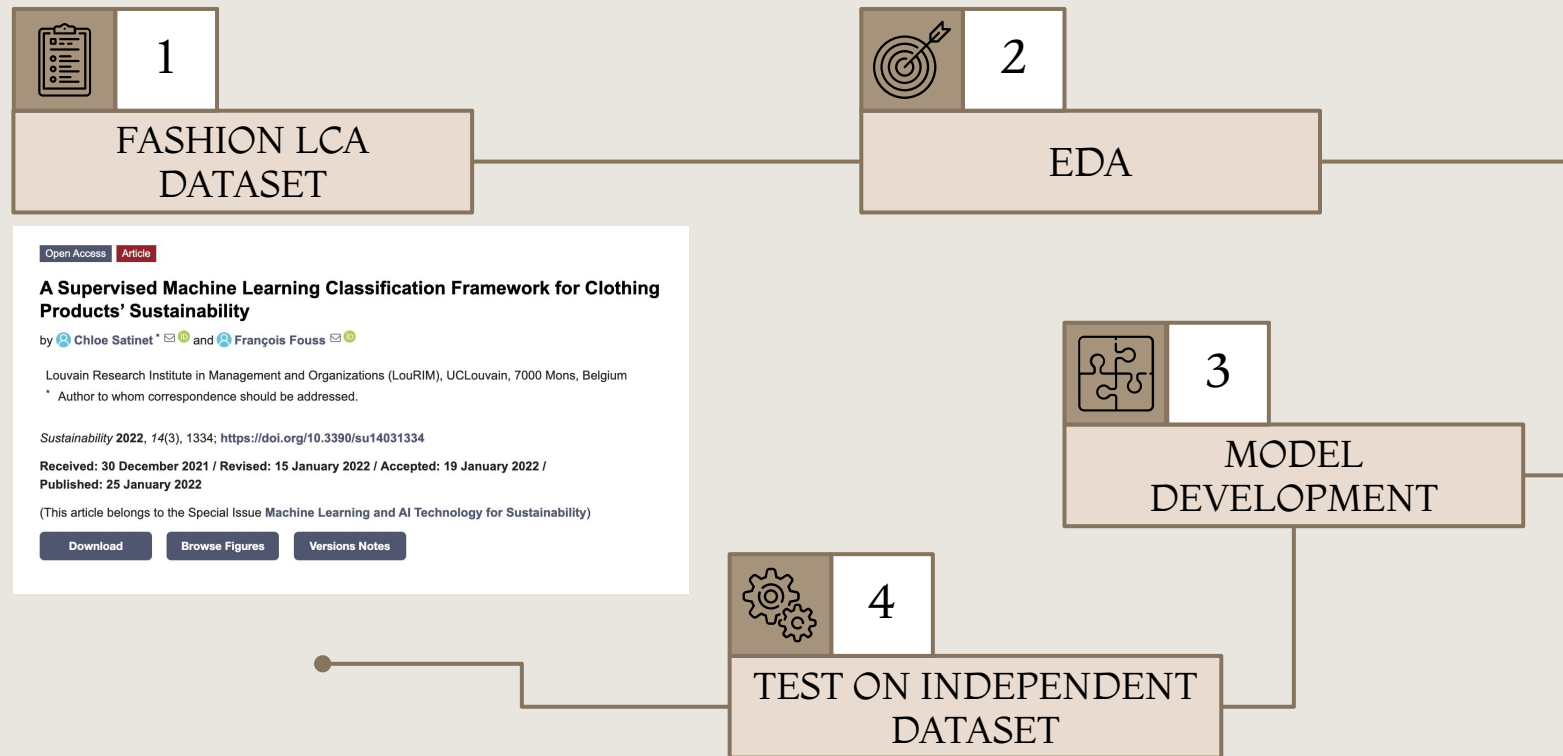 1
FASHION LCA
DATASET
2
EDA
Open Access Article
A Supervised Machine Learning Classification Framework for Clothing
Products' Sustainability
by Chloe Satinet * iD and François Fouss iD
Louvain Research Institute in Management and Organizations (LouRIM), UCLouvain, 7000 Mons, Belgium
* Author to whom correspondence should be addressed.
Sustainability 2022, 14(3), 1334; https://doi.org/10.3390/su14031334
Received: 30 December 2021 / Revised: 15 January 2022 / Accepted: 19 January 2022 /
Published: 25 January 2022
(This article belongs to the Special Issue Machine Learning and AI Technology for Sustainability)
Download Browse Figures Versions Notes
3
MODEL
DEVELOPMENT
4
TEST ON INDEPENDENT
DATASET